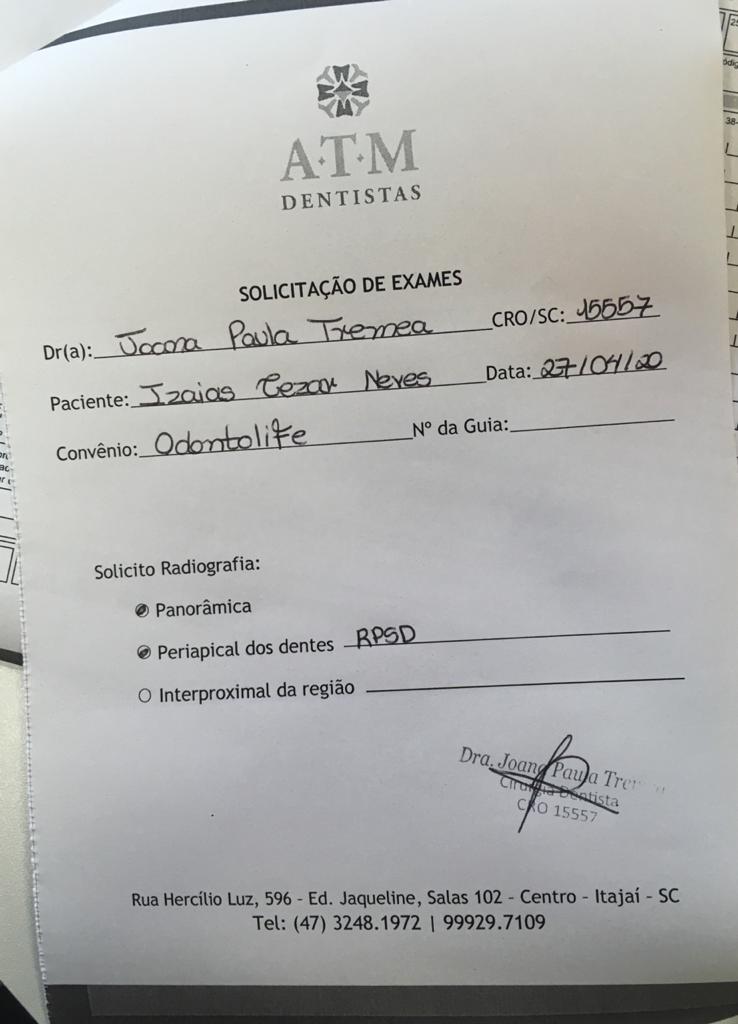 A·T·M
DENTISTAS
SOLICITAÇÃO DE EXAMES
Dr(a): Joana Paula Tremea CRO/SC: 15557
Paciente: Izaias Cezar Neves Data: 27/04/20
Convênio: Odontolife Nº da Guia:
Solicito Radiografia:
Panorâmica
Periapical dos dentes RPSD
Interproximal da região
Dra. Joana Paula
Cirurgiã Dentista
CRO 15557
Rua Hercílio Luz, 596 - Ed. Jaqueline, Salas 102 - Centro - Itajaí - SC
Tel: (47) 3248.1972 | 99929.7109